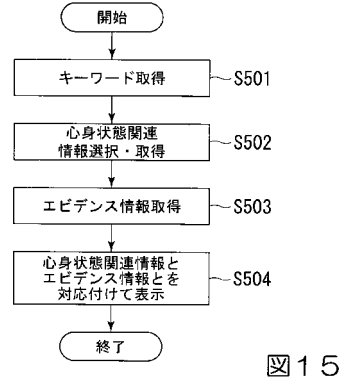 開始
キーワード取得
S501
心身状態関連
情報選択・取得
S502
エビデンス情報取得
S503
心身状態関連情報と
エビデンス情報とを
対応付けて表示
S504
終了
図15